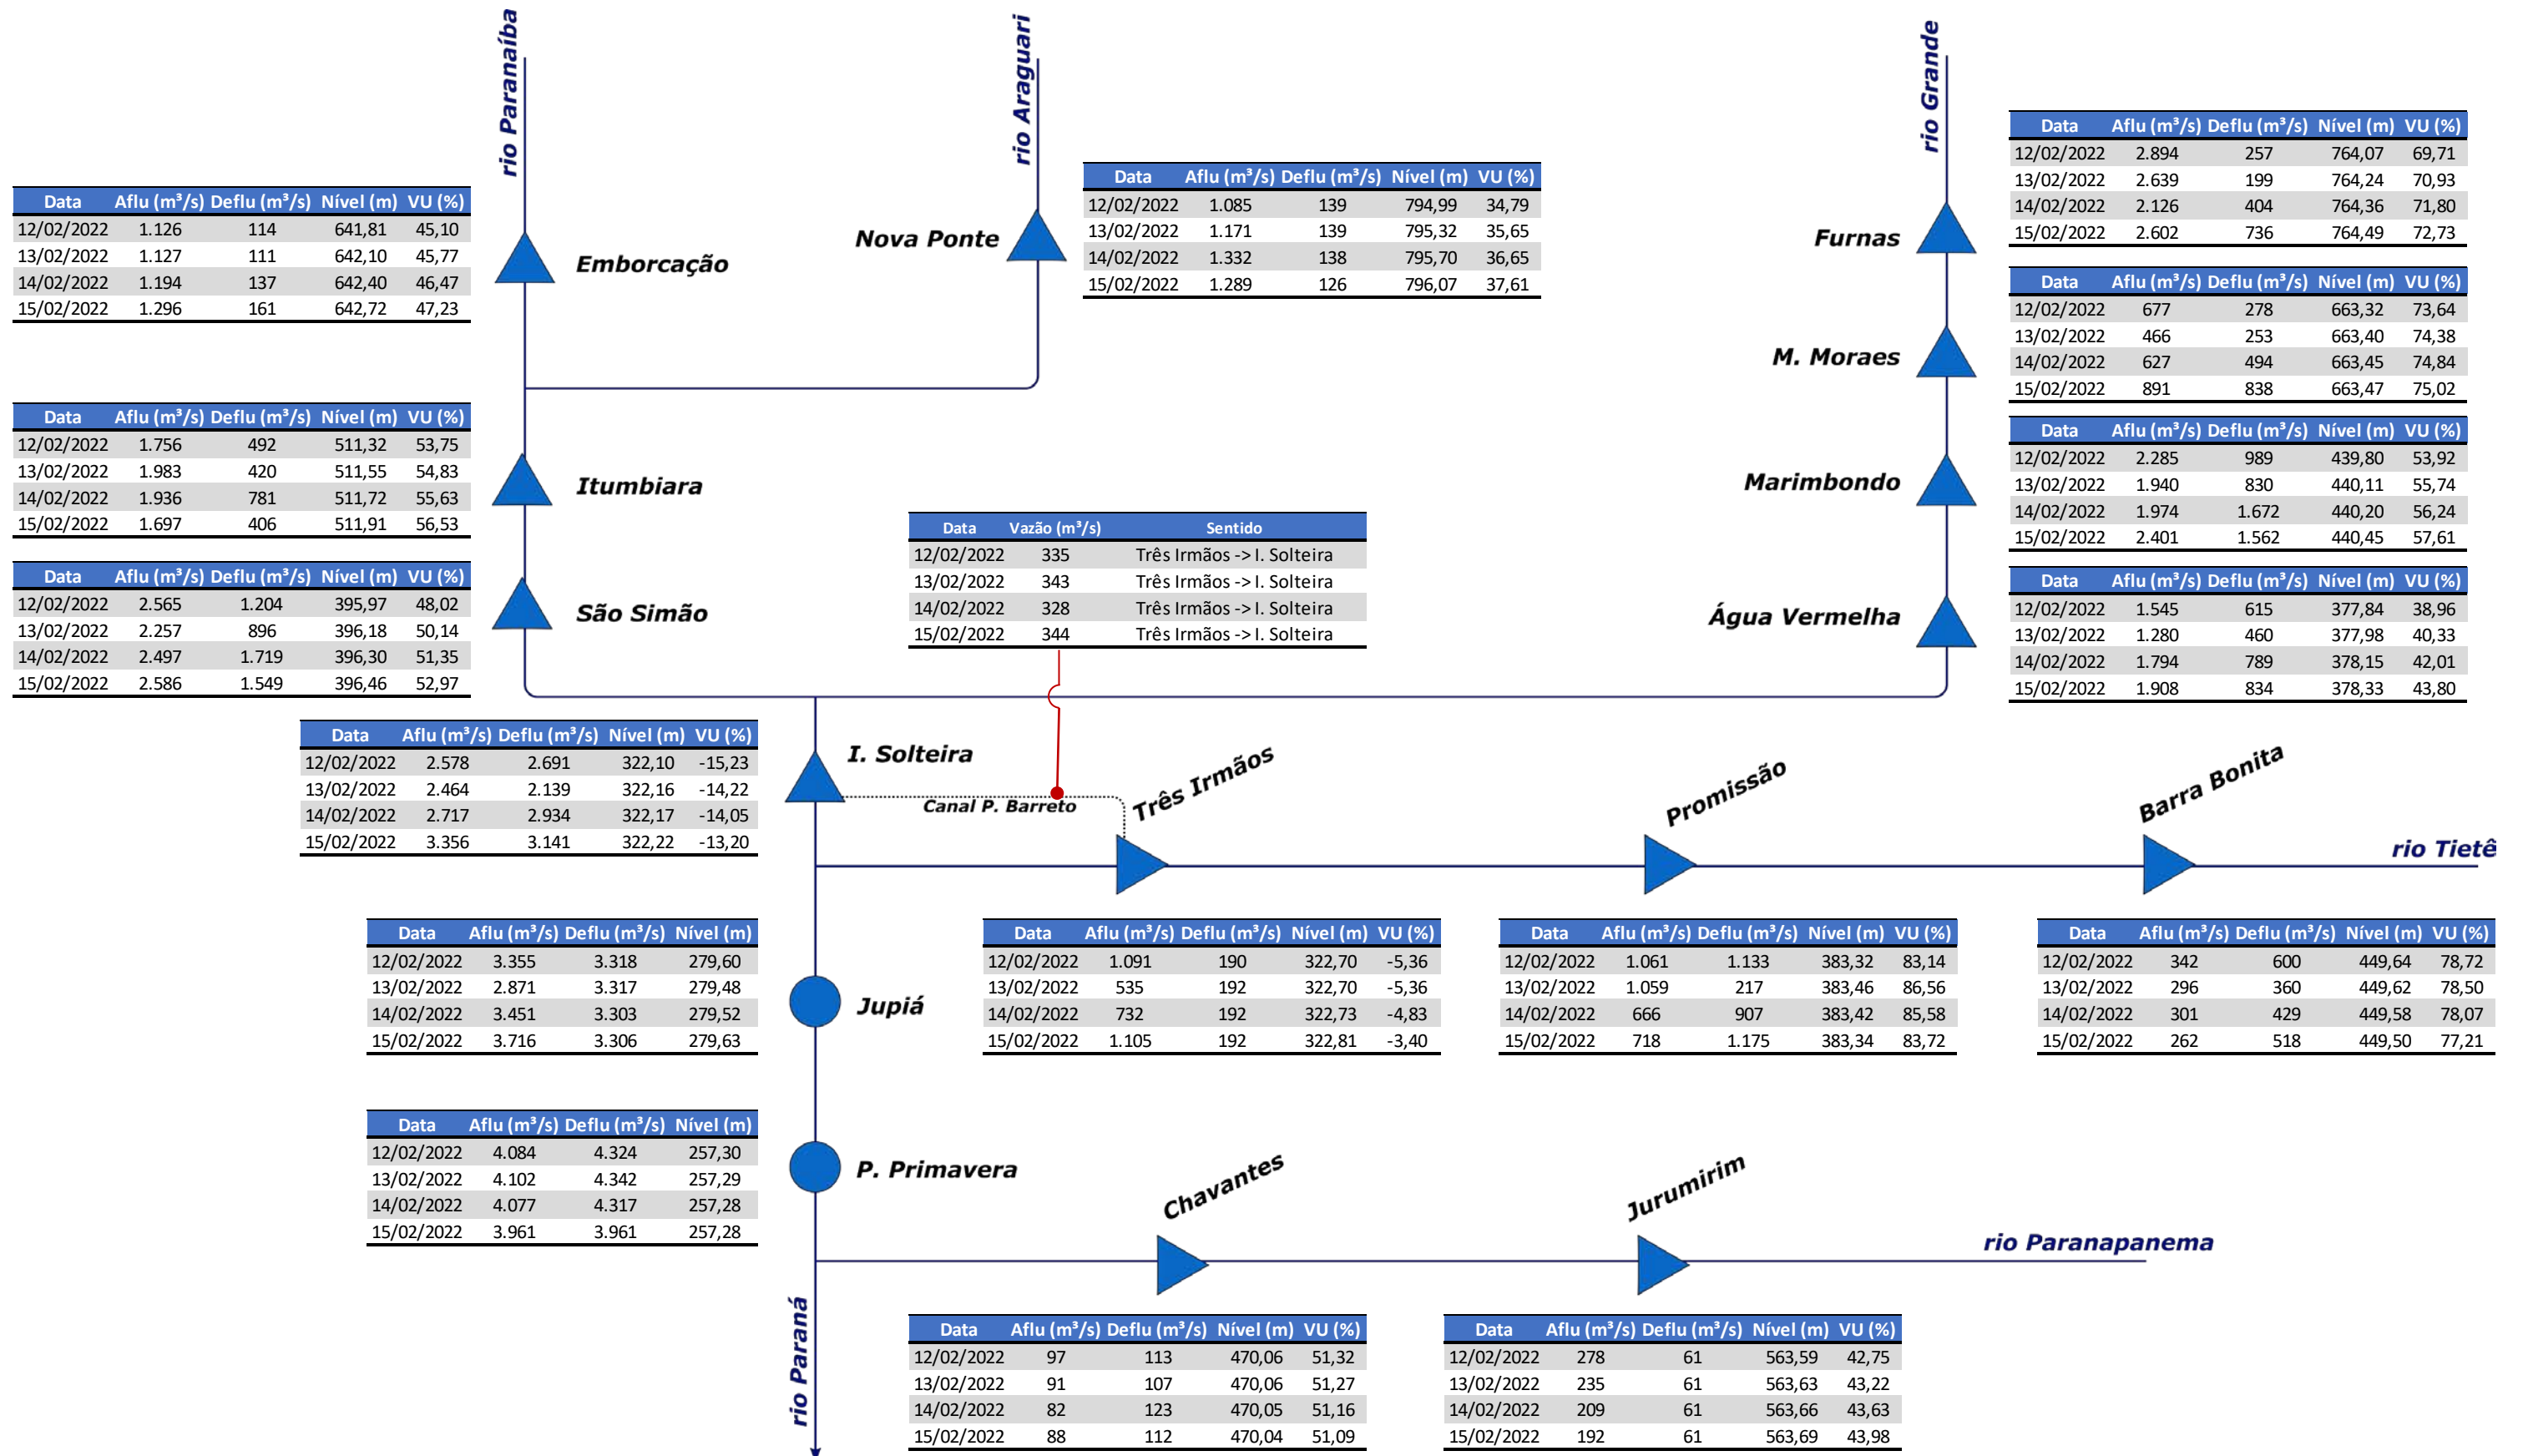 rio Paranaíba
rio Araguari
rio Grande
Data Aflu (m³/s) Deflu (m³/s) Nível (m) VU (%)
12/02/2022 2.894 257 764,07 69,71
13/02/2022 2.639 199 764,24 70,93
14/02/2022 2.126 404 764,36 71,80
15/02/2022 2.602 736 764,49 72,73
Furnas
Data Aflu (m³/s) Deflu (m³/s) Nível (m) VU (%)
12/02/2022 1.085 139 794,99 34,79
13/02/2022 1.171 139 795,32 35,65
14/02/2022 1.332 138 795,70 36,65
15/02/2022 1.289 126 796,07 37,61
Nova Ponte
Data Aflu (m³/s) Deflu (m³/s) Nível (m) VU (%)
12/02/2022 1.126 114 641,81 45,10
13/02/2022 1.127 111 642,10 45,77
14/02/2022 1.194 137 642,40 46,47
15/02/2022 1.296 161 642,72 47,23
Emborcação
Data Aflu (m³/s) Deflu (m³/s) Nível (m) VU (%)
12/02/2022 677 278 663,32 73,64
13/02/2022 466 253 663,40 74,38
14/02/2022 627 494 663,45 74,84
15/02/2022 891 838 663,47 75,02
M. Moraes
Data Aflu (m³/s) Deflu (m³/s) Nível (m) VU (%)
12/02/2022 1.756 492 511,32 53,75
13/02/2022 1.983 420 511,55 54,83
14/02/2022 1.936 781 511,72 55,63
15/02/2022 1.697 406 511,91 56,53
Itumbiara
Data Aflu (m³/s) Deflu (m³/s) Nível (m) VU (%)
12/02/2022 2.285 989 439,80 53,92
13/02/2022 1.940 830 440,11 55,74
14/02/2022 1.974 1.672 440,20 56,24
15/02/2022 2.401 1.562 440,45 57,61
Marimbondo
Data Vazão (m³/s) Sentido
12/02/2022 335 Três Irmãos -> I. Solteira
13/02/2022 343 Três Irmãos -> I. Solteira
14/02/2022 328 Três Irmãos -> I. Solteira
15/02/2022 344 Três Irmãos -> I. Solteira
Data Aflu (m³/s) Deflu (m³/s) Nível (m) VU (%)
12/02/2022 2.565 1.204 395,97 48,02
13/02/2022 2.257 896 396,18 50,14
14/02/2022 2.497 1.719 396,30 51,35
15/02/2022 2.586 1.549 396,46 52,97
São Simão
Data Aflu (m³/s) Deflu (m³/s) Nível (m) VU (%)
12/02/2022 1.545 615 377,84 38,96
13/02/2022 1.280 460 377,98 40,33
14/02/2022 1.794 789 378,15 42,01
15/02/2022 1.908 834 378,33 43,80
Água Vermelha
Data Aflu (m³/s) Deflu (m³/s) Nível (m) VU (%)
12/02/2022 2.578 2.691 322,10 -15,23
13/02/2022 2.464 2.139 322,16 -14,22
14/02/2022 2.717 2.934 322,17 -14,05
15/02/2022 3.356 3.141 322,22 -13,20
I. Solteira
Canal P. Barreto
Três Irmãos
Promissão
Barra Bonita
rio Tietê
Data Aflu (m³/s) Deflu (m³/s) Nível (m)
12/02/2022 3.355 3.318 279,60
13/02/2022 2.871 3.317 279,48
14/02/2022 3.451 3.303 279,52
15/02/2022 3.716 3.306 279,63
Jupiá
Data Aflu (m³/s) Deflu (m³/s) Nível (m) VU (%)
12/02/2022 1.091 190 322,70 -5,36
13/02/2022 535 192 322,70 -5,36
14/02/2022 732 192 322,73 -4,83
15/02/2022 1.105 192 322,81 -3,40
Data Aflu (m³/s) Deflu (m³/s) Nível (m) VU (%)
12/02/2022 1.061 1.133 383,32 83,14
13/02/2022 1.059 217 383,46 86,56
14/02/2022 666 907 383,42 85,58
15/02/2022 718 1.175 383,34 83,72
Data Aflu (m³/s) Deflu (m³/s) Nível (m) VU (%)
12/02/2022 342 600 449,64 78,72
13/02/2022 296 360 449,62 78,50
14/02/2022 301 429 449,58 78,07
15/02/2022 262 518 449,50 77,21
Data Aflu (m³/s) Deflu (m³/s) Nível (m)
12/02/2022 4.084 4.324 257,30
13/02/2022 4.102 4.342 257,29
14/02/2022 4.077 4.317 257,28
15/02/2022 3.961 3.961 257,28
P. Primavera
Chavantes
Jurumirim
rio Paranapanema
rio Paraná
Data Aflu (m³/s) Deflu (m³/s) Nível (m) VU (%)
12/02/2022 97 113 470,06 51,32
13/02/2022 91 107 470,06 51,27
14/02/2022 82 123 470,05 51,16
15/02/2022 88 112 470,04 51,09
Data Aflu (m³/s) Deflu (m³/s) Nível (m) VU (%)
12/02/2022 278 61 563,59 42,75
13/02/2022 235 61 563,63 43,22
14/02/2022 209 61 563,66 43,63
15/02/2022 192 61 563,69 43,98